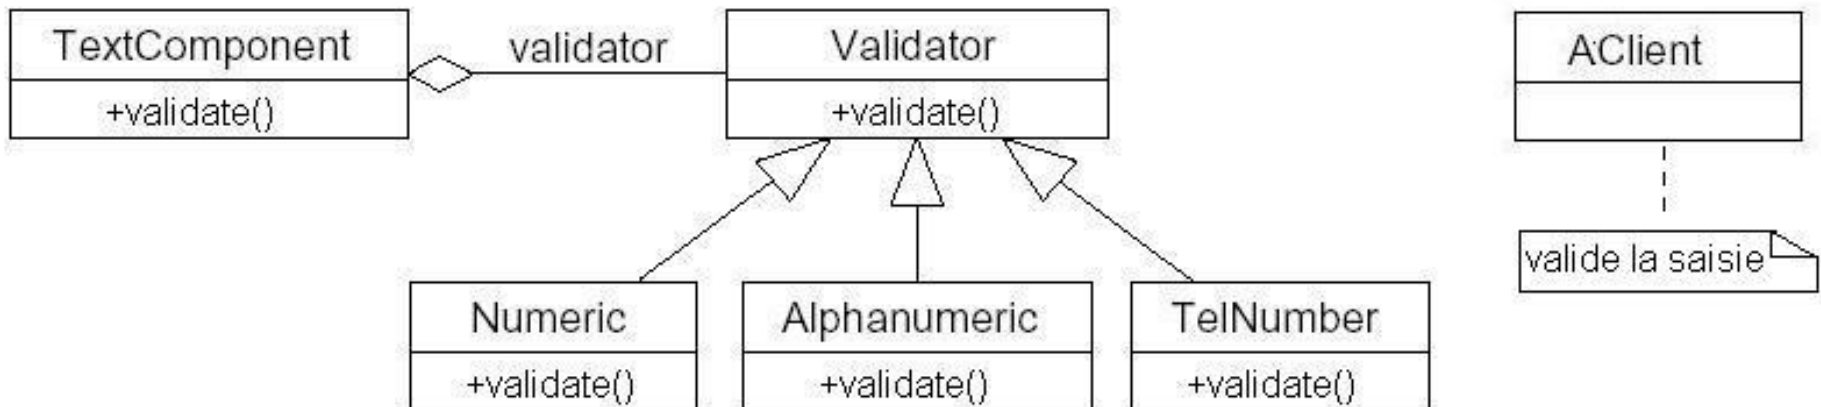 TextComponent
+validate()
validator
Validator
+validate()
AClient
valide la saisie
Numeric
+validate()
Alphanumeric
+validate()
TelNumber
+validate()